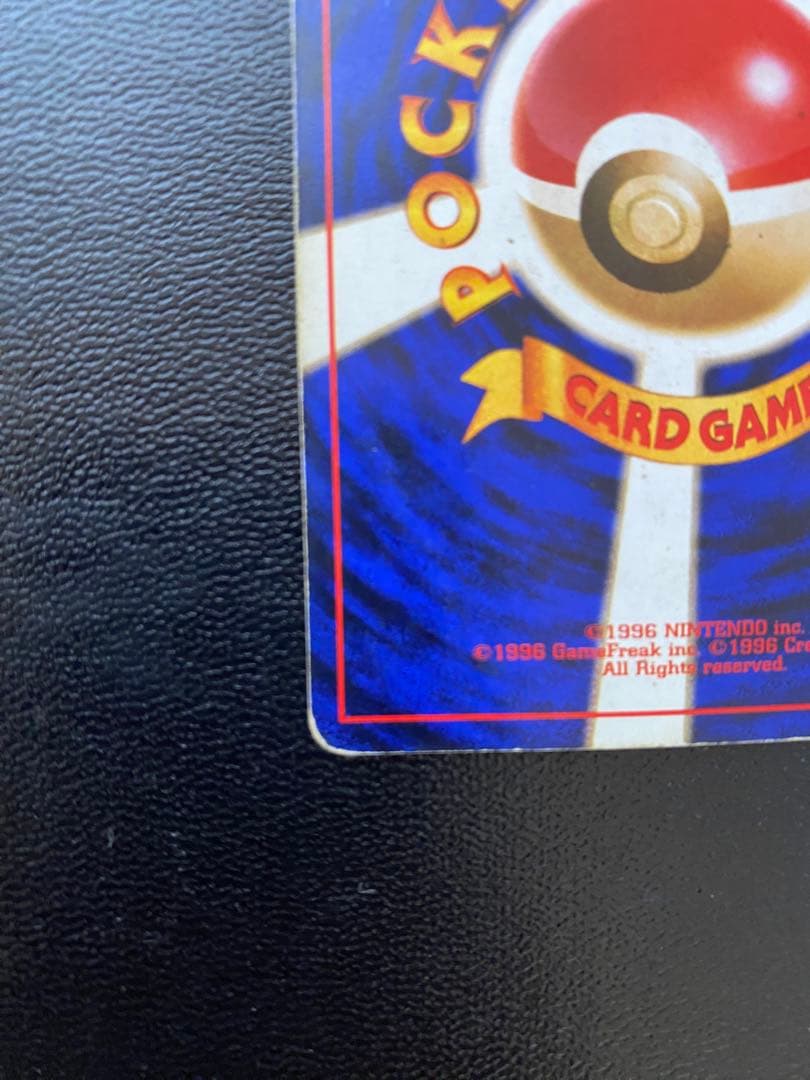 POCK
CARD GAM
©1996 NINTENDO inc.
©1996 GameFreak inc. ©1996 Cre
All Rights reserved.